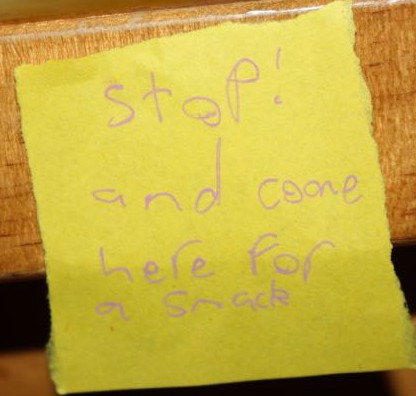 stop!
and come
here for
a snack